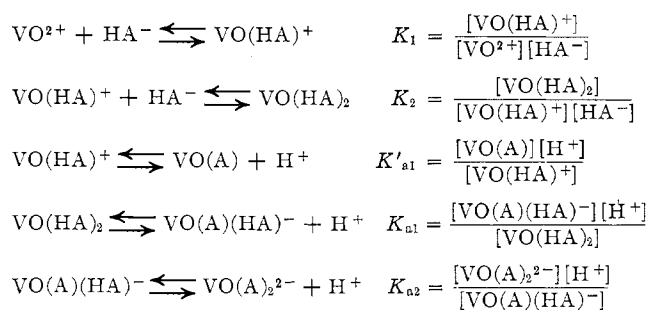 VO²⁺ + HA⁻ ⇌ VO(HA)⁺ K₁ = [VO(HA)⁺] / [VO²⁺][HA⁻]
VO(HA)⁺ + HA⁻ ⇌ VO(HA)₂ K₂ = [VO(HA)₂] / [VO(HA)⁺][HA⁻]
VO(HA)⁺ ⇌ VO(A) + H⁺ K′ₐ₁ = [VO(A)][H⁺] / [VO(HA)⁺]
VO(HA)₂ ⇌ VO(A)(HA)⁻ + H⁺ Kₐ₁ = [VO(A)(HA)⁻][H⁺] / [VO(HA)₂]
VO(A)(HA)⁻ ⇌ VO(A)₂²⁻ + H⁺ Kₐ₂ = [VO(A)₂²⁻][H⁺] / [VO(A)(HA)⁻]